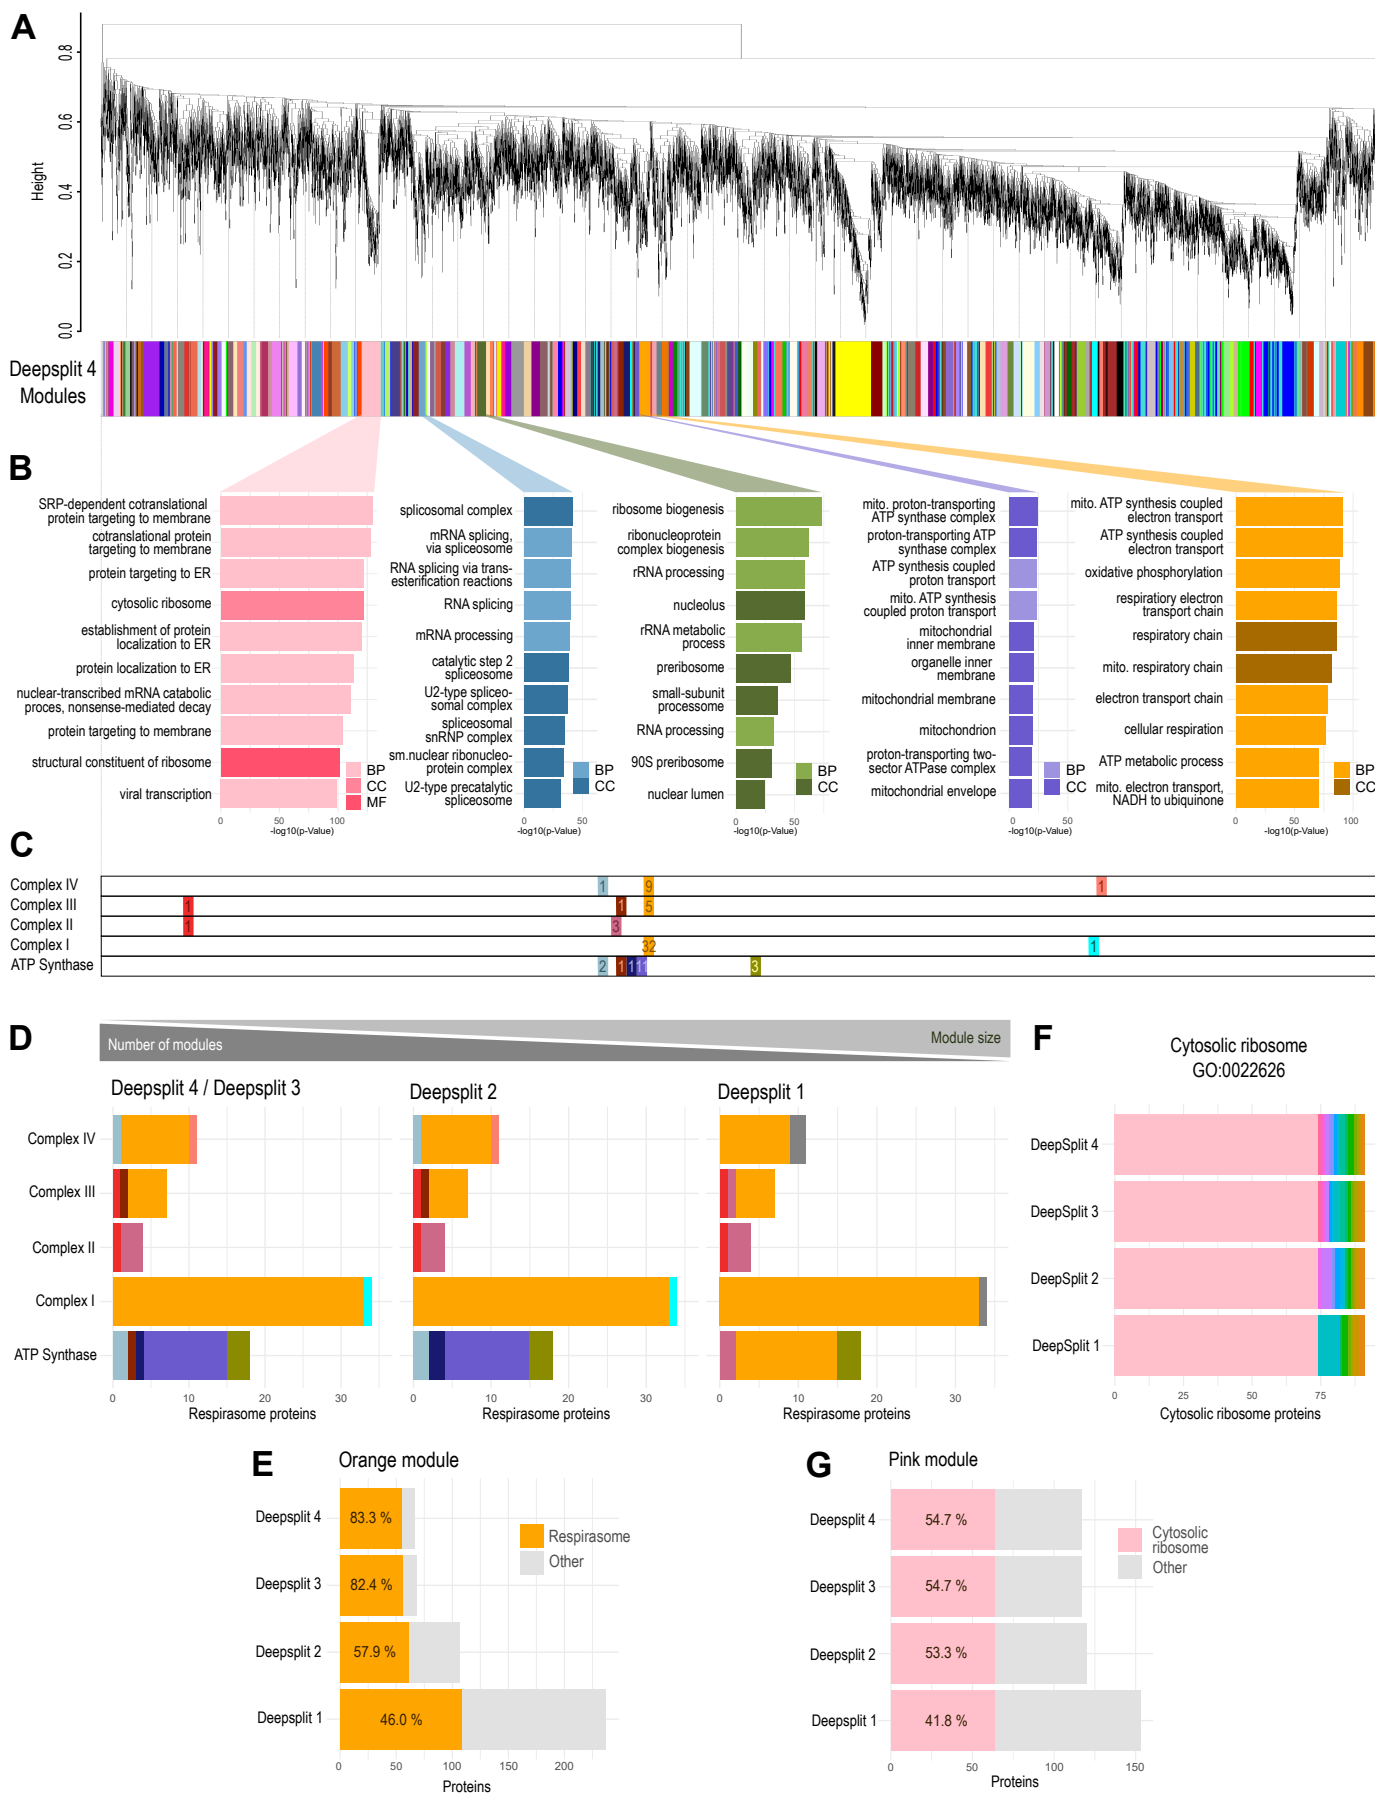 A
Height
0.8
0.6
0.4
0.2
0.0
Deepsplit 4
Modules
B
SRP-dependent cotranslational
protein targeting to membrane
cotranslational protein
targeting to membrane
protein targeting to ER
cytosolic ribosome
establishment of protein
localization to ER
protein localization to ER
nuclear-transcribed mRNA catabolic
proces, nonsense-mediated decay
protein targeting to membrane
structural constituent of ribosome
viral transcription
BP
CC
MF
0 50 100
-log10(p-Value)
splicosomal complex
mRNA splicing,
via spliceosome
RNA splicing via trans-
esterification reactions
RNA splicing
mRNA processing
catalytic step 2
spliceosome
U2-type spliceo-
somal complex
spliceosomal
snRNP complex
sm.nuclear ribonucleo-
protein complex
U2-type precatalytic
spliceosome
BP
CC
0 50
-log10(p-Value)
ribosome biogenesis
ribonucleoprotein
complex biogenesis
rRNA processing
nucleolus
rRNA metabolic
process
preribosome
small-subunit
processome
RNA processing
90S preribosome
nuclear lumen
BP
CC
0 50
-log10(p-Value)
mito. proton-transporting
ATP synthase complex
proton-transporting ATP
synthase complex
ATP synthesis coupled
proton transport
mito. ATP synthesis
coupled proton transport
mitochondrial
inner membrane
organelle inner
membrane
mitochondrial membrane
mitochondrion
proton-transporting two-
sector ATPase complex
mitochondrial envelope
BP
CC
0 50
-log10(p-Value)
mito. ATP synthesis coupled
electron transport
ATP synthesis coupled
electron transport
oxidative phosphorylation
respiratiory electron
transport chain
respiratory chain
mito. respiratory chain
electron transport chain
cellular respiration
ATP metabolic process
mito. electron transport,
NADH to ubiquinone
BP
CC
0 50 100
-log10(p-Value)
C
Complex IV 1 9 1
Complex III 1 1 5
Complex II 1 3
Complex I 32 1
ATP Synthase 2 1 1 11 3
D
Number of modules
Module size
Deepsplit 4 / Deepsplit 3
Deepsplit 2
Deepsplit 1
Complex IV
Complex III
Complex II
Complex I
ATP Synthase
0 10 20 30
Respirasome proteins
0 10 20 30
Respirasome proteins
0 10 20 30
Respirasome proteins
F
Cytosolic ribosome
GO:0022626
DeepSplit 4
DeepSplit 3
DeepSplit 2
DeepSplit 1
0 25 50 75
Cytosolic ribosome proteins
E
Orange module
Deepsplit 4 83.3 %
Deepsplit 3 82.4 %
Deepsplit 2 57.9 %
Deepsplit 1 46.0 %
Respirasome
Other
0 50 100 150 200
Proteins
G
Pink module
Deepsplit 4 54.7 %
Deepsplit 3 54.7 %
Deepsplit 2 53.3 %
Deepsplit 1 41.8 %
Cytosolic
ribosome
Other
0 50 100 150
Proteins